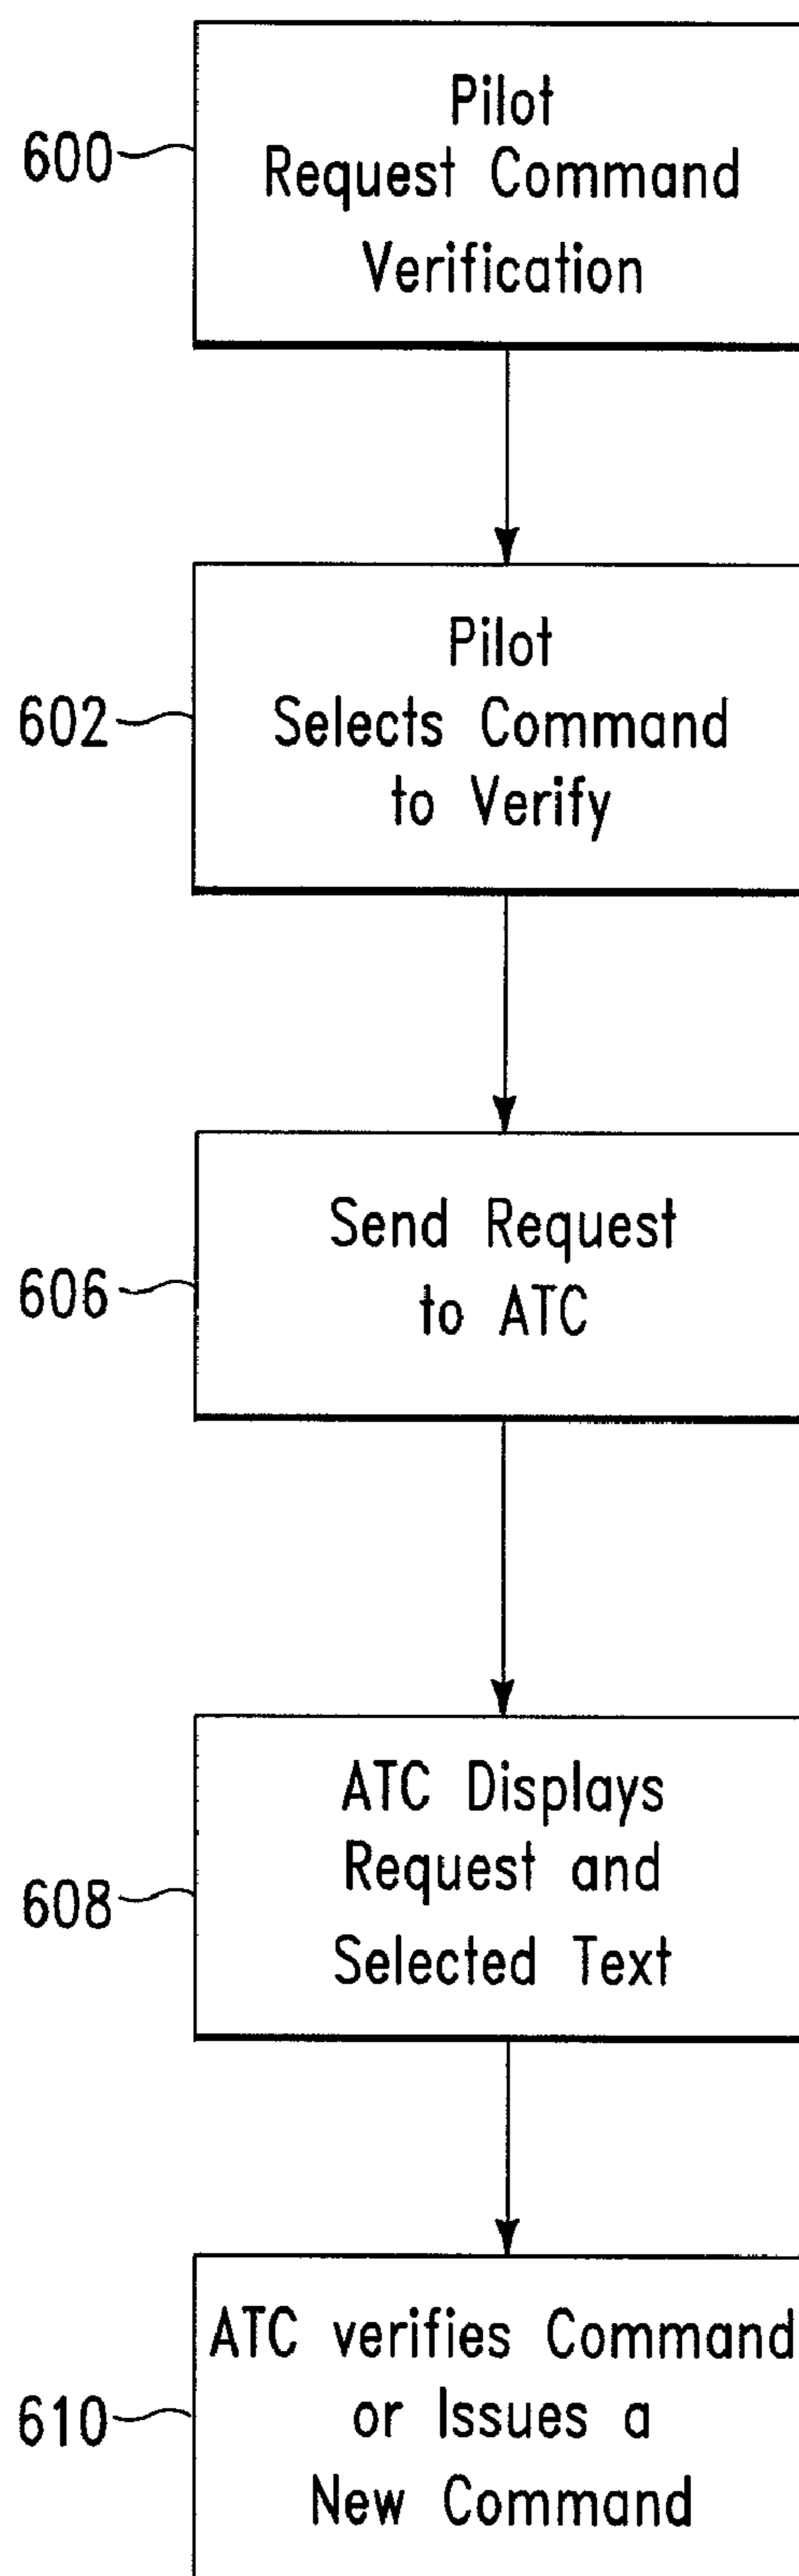 600
Pilot
Request Command
Verification
602
Pilot
Selects Command
to Verify
606
Send Request
to ATC
608
ATC Displays
Request and
Selected Text
610
ATC verifies Command
or Issues a
New Command